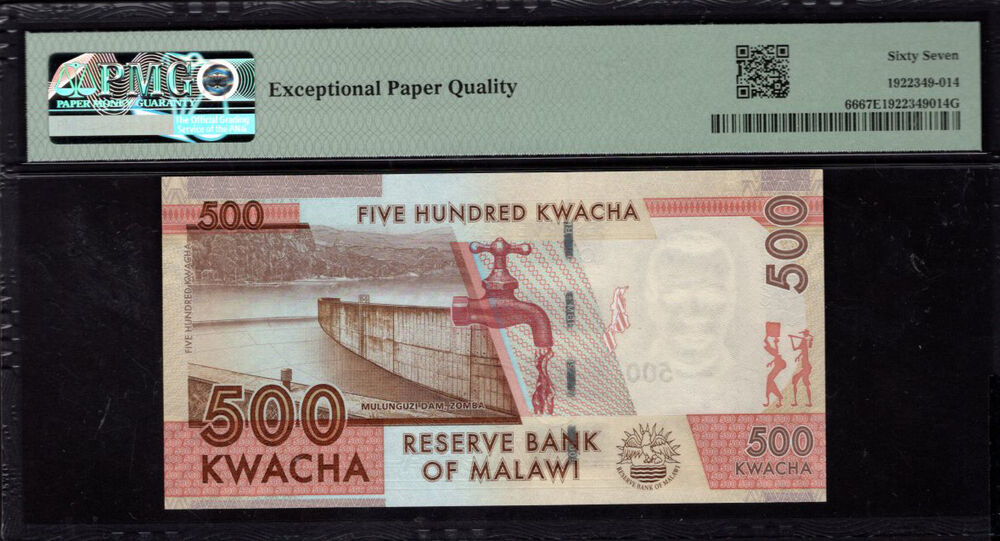 PMG
PAPER MONEY GUARANTY
The Official Grading
Service of the ANA
Exceptional Paper Quality
Sixty Seven
1922349-014
6667E1922349014G
500
FIVE HUNDRED KWACHA
500
FIVE HUNDRED KWACHA
500
MULUNGUZI DAM, ZOMBA
500
KWACHA
RESERVE BANK
OF MALAWI
RESERVE BANK OF MALAWI
500
KWACHA